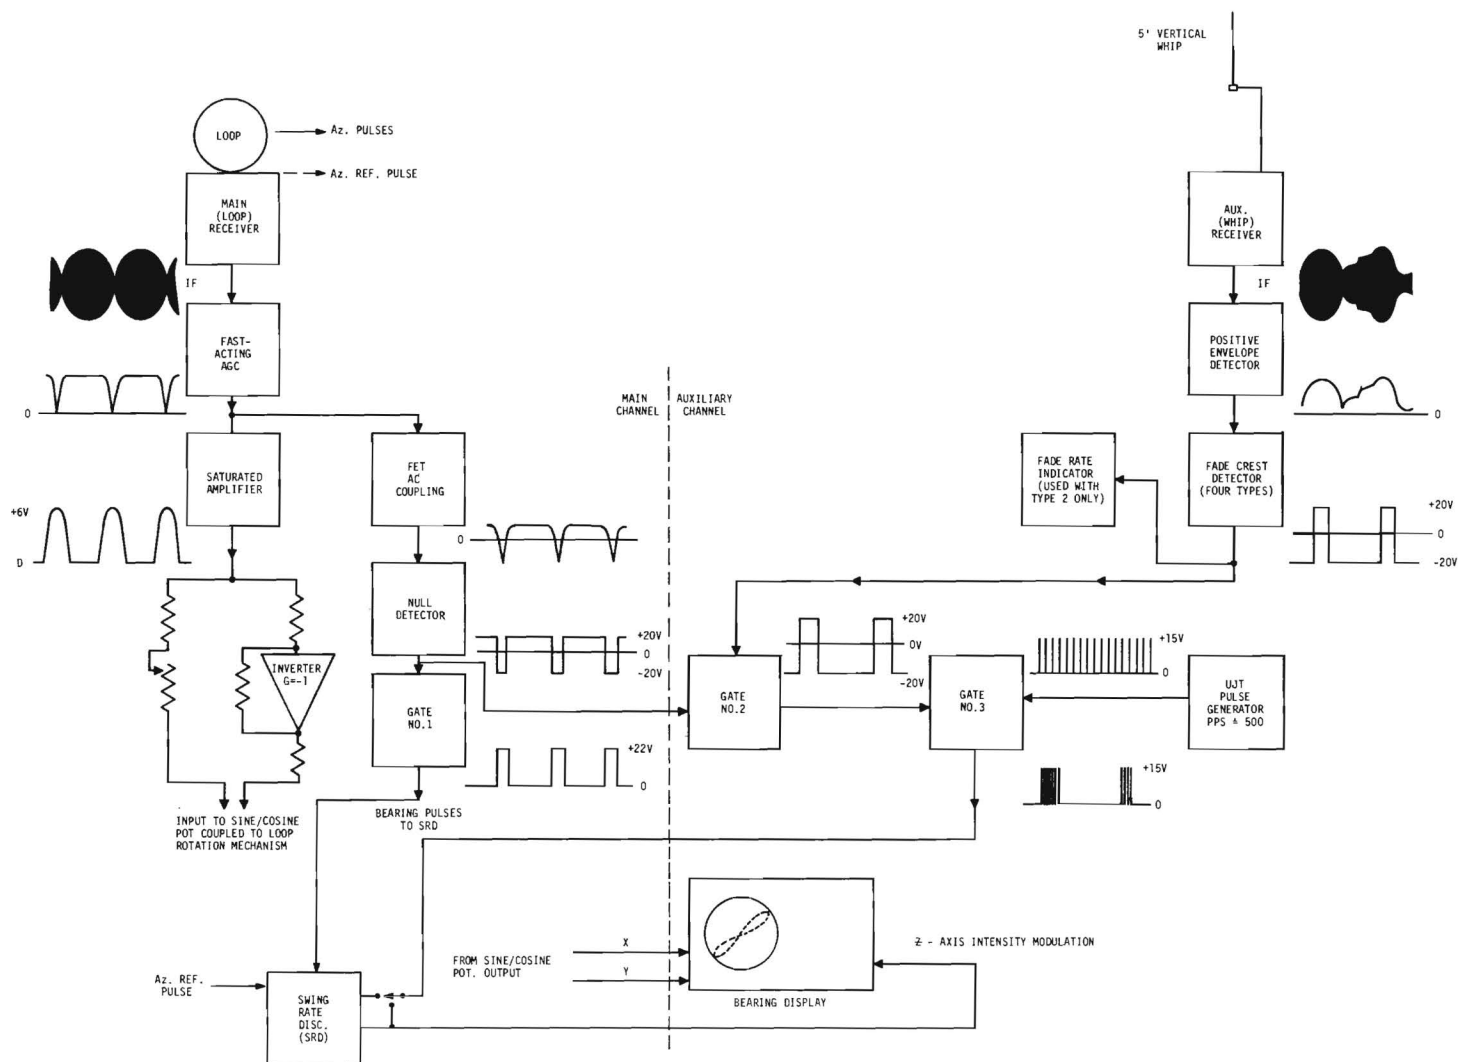 5' VERTICAL
WHIP
LOOP
Az. PULSES
Az. REF. PULSE
MAIN
(LOOP)
RECEIVER
AUX.
(WHIP)
RECEIVER
IF
IF
FAST-
ACTING
AGC
POSITIVE
ENVELOPE
DETECTOR
0
0
MAIN
CHANNEL
AUXILIARY
CHANNEL
SATURATED
AMPLIFIER
FET
AC
COUPLING
FADE RATE
INDICATOR
(USED WITH
TYPE 2 ONLY)
FADE CREST
DETECTOR
(FOUR TYPES)
+6V
0
D
+20V
0
-20V
NULL
DETECTOR
+20V
0
-20V
+20V
0V
-20V
+15V
0
INVERTER
G=-1
GATE
NO.1
GATE
NO.2
GATE
NO.3
UJT
PULSE
GENERATOR
PPS ≜ 500
+22V
0
+15V
0
INPUT TO SINE/COSINE
POT COUPLED TO LOOP
ROTATION MECHANISM
BEARING PULSES
TO SRD
X
FROM SINE/COSINE
POT. OUTPUT
Y
Z - AXIS INTENSITY MODULATION
BEARING DISPLAY
Az. REF.
PULSE
SWING
RATE
DISC.
(SRD)